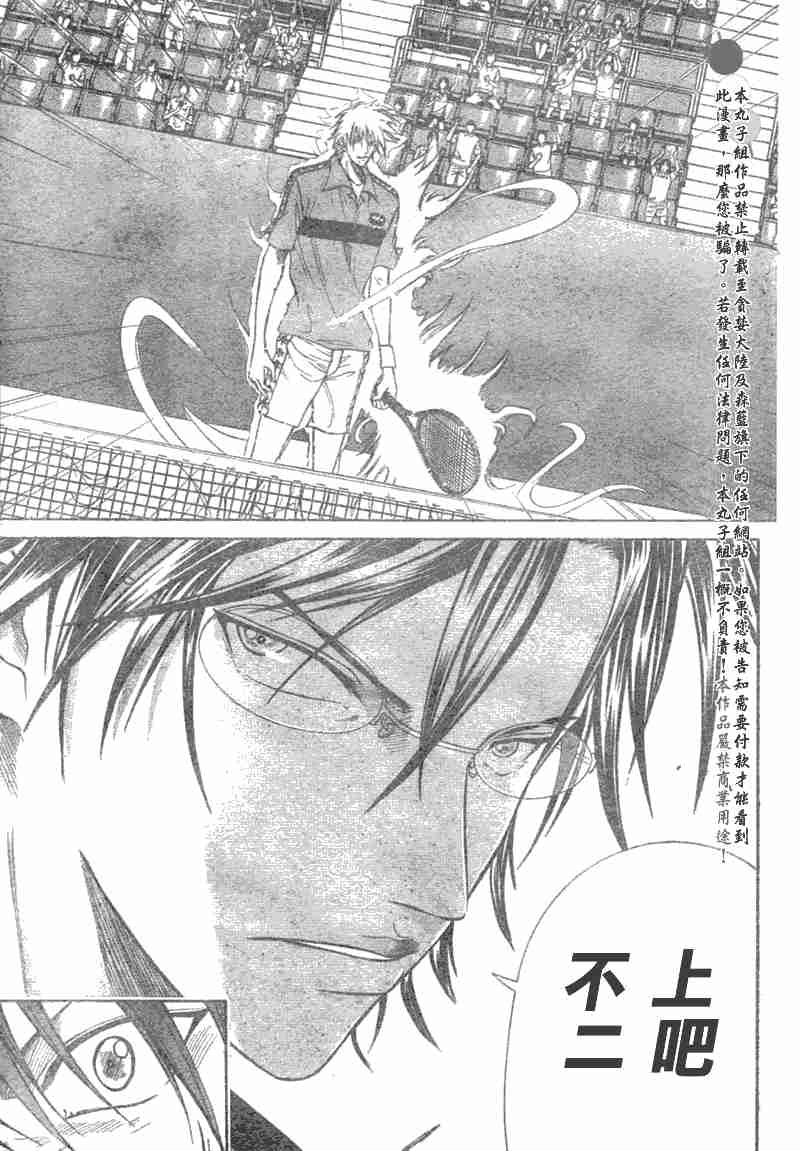 本丸子組作品禁止轉載至貪婪大陸及森藍旗下的任何網站。如果您被告知需要付款才能看到
此漫畫，那麼您被騙了。若發生任何法律問題，本丸子組一概不負責！本作品嚴禁商業用途！
上吧
不二